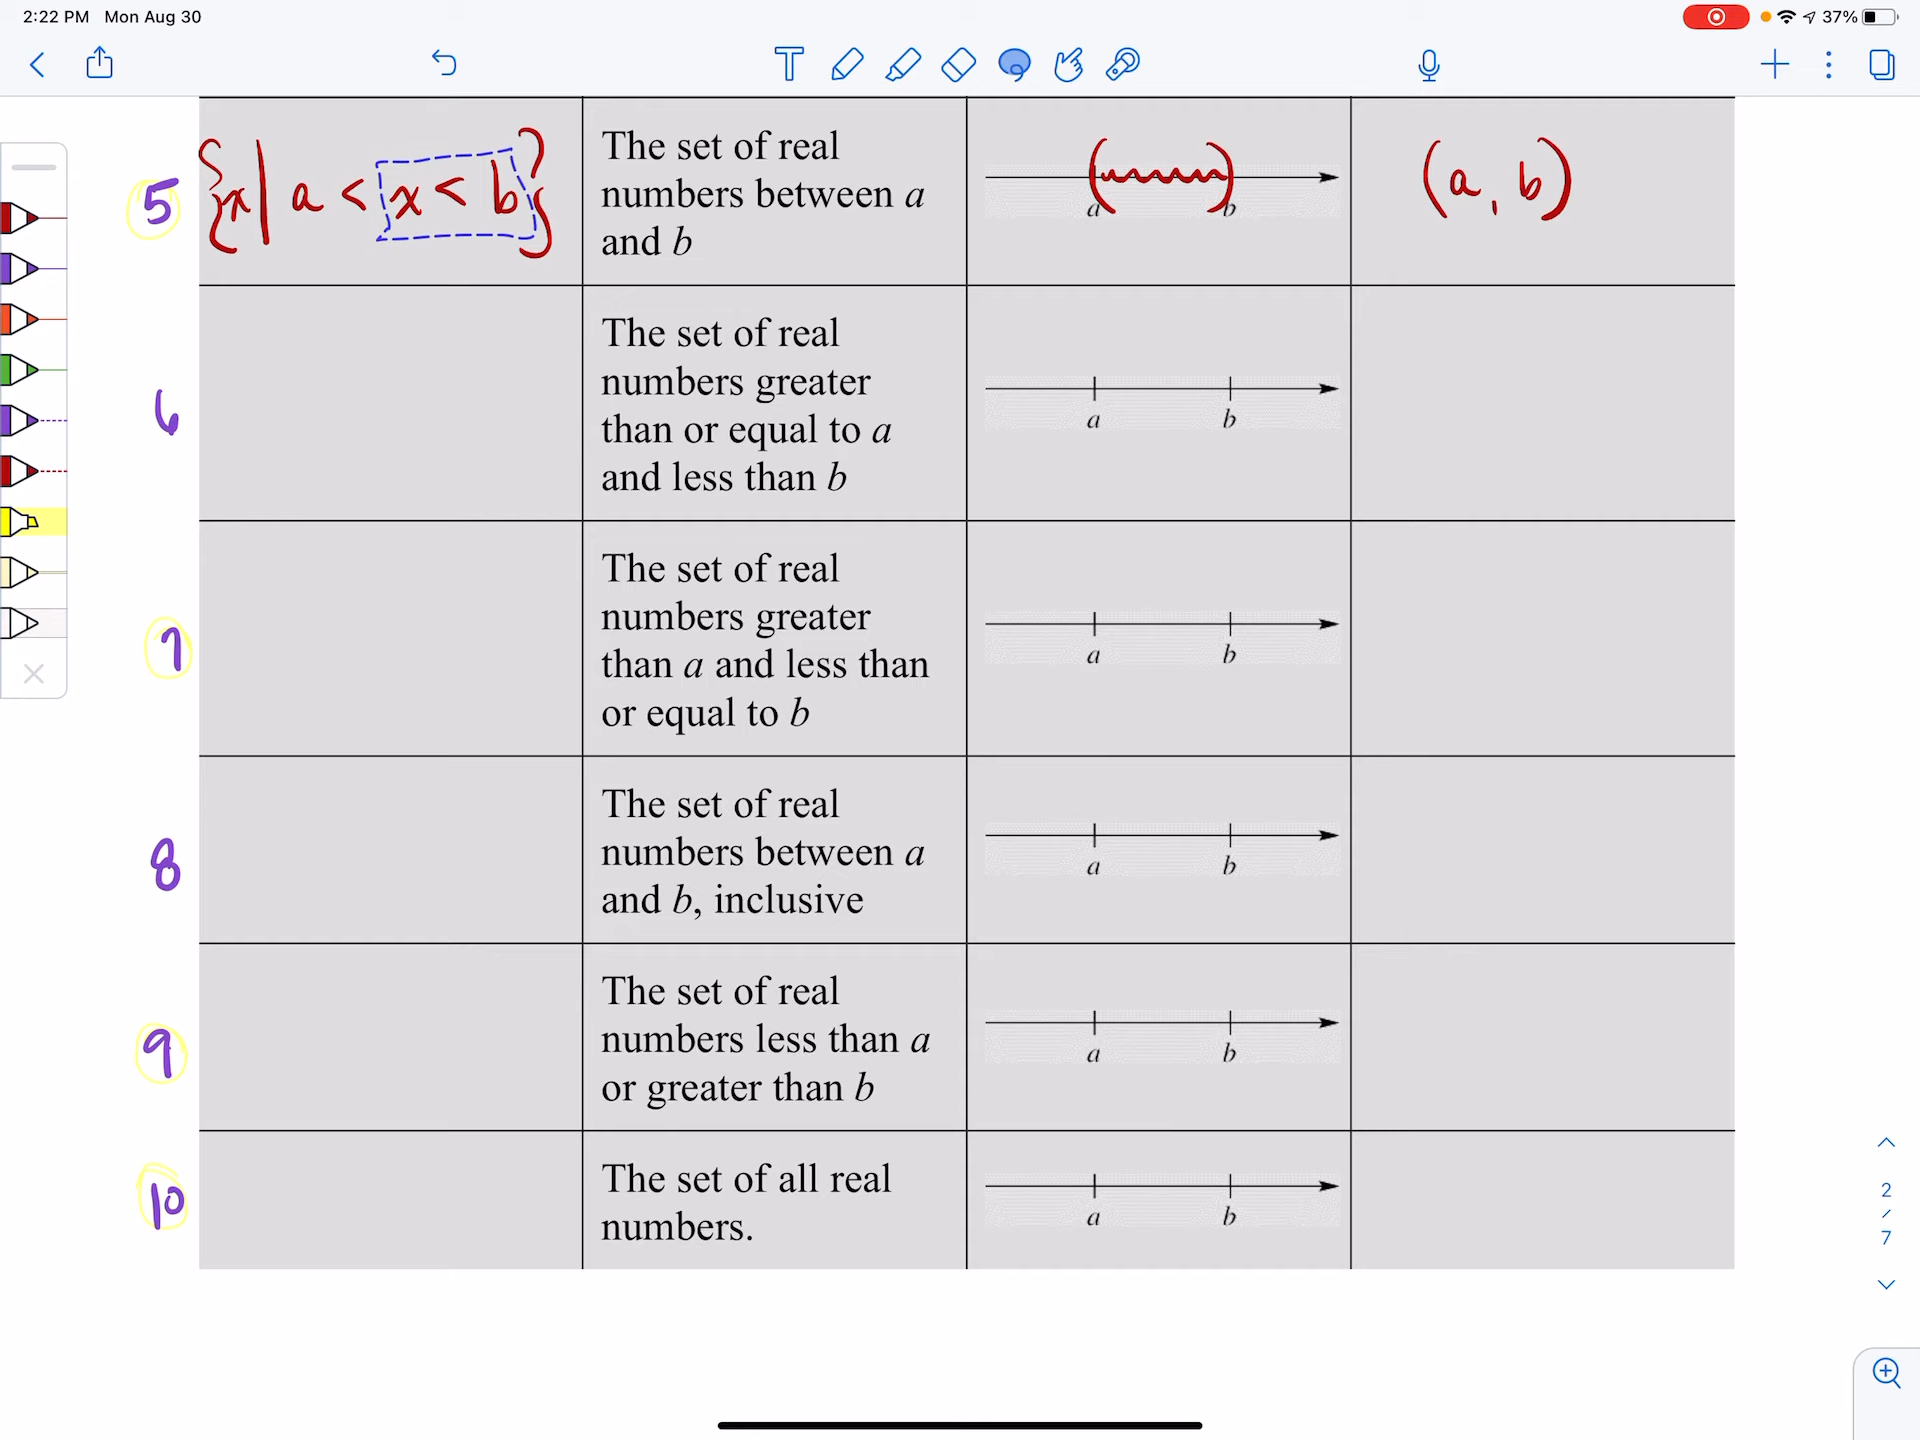 2:22 PM Mon Aug 30
37%
5
{x | a < x < b}
The set of real
numbers between a
and b
a b
(a, b)
6
The set of real
numbers greater
than or equal to a
and less than b
a b
7
The set of real
numbers greater
than a and less than
or equal to b
a b
8
The set of real
numbers between a
and b, inclusive
a b
9
The set of real
numbers less than a
or greater than b
a b
10
The set of all real
numbers.
a b
2
/
7